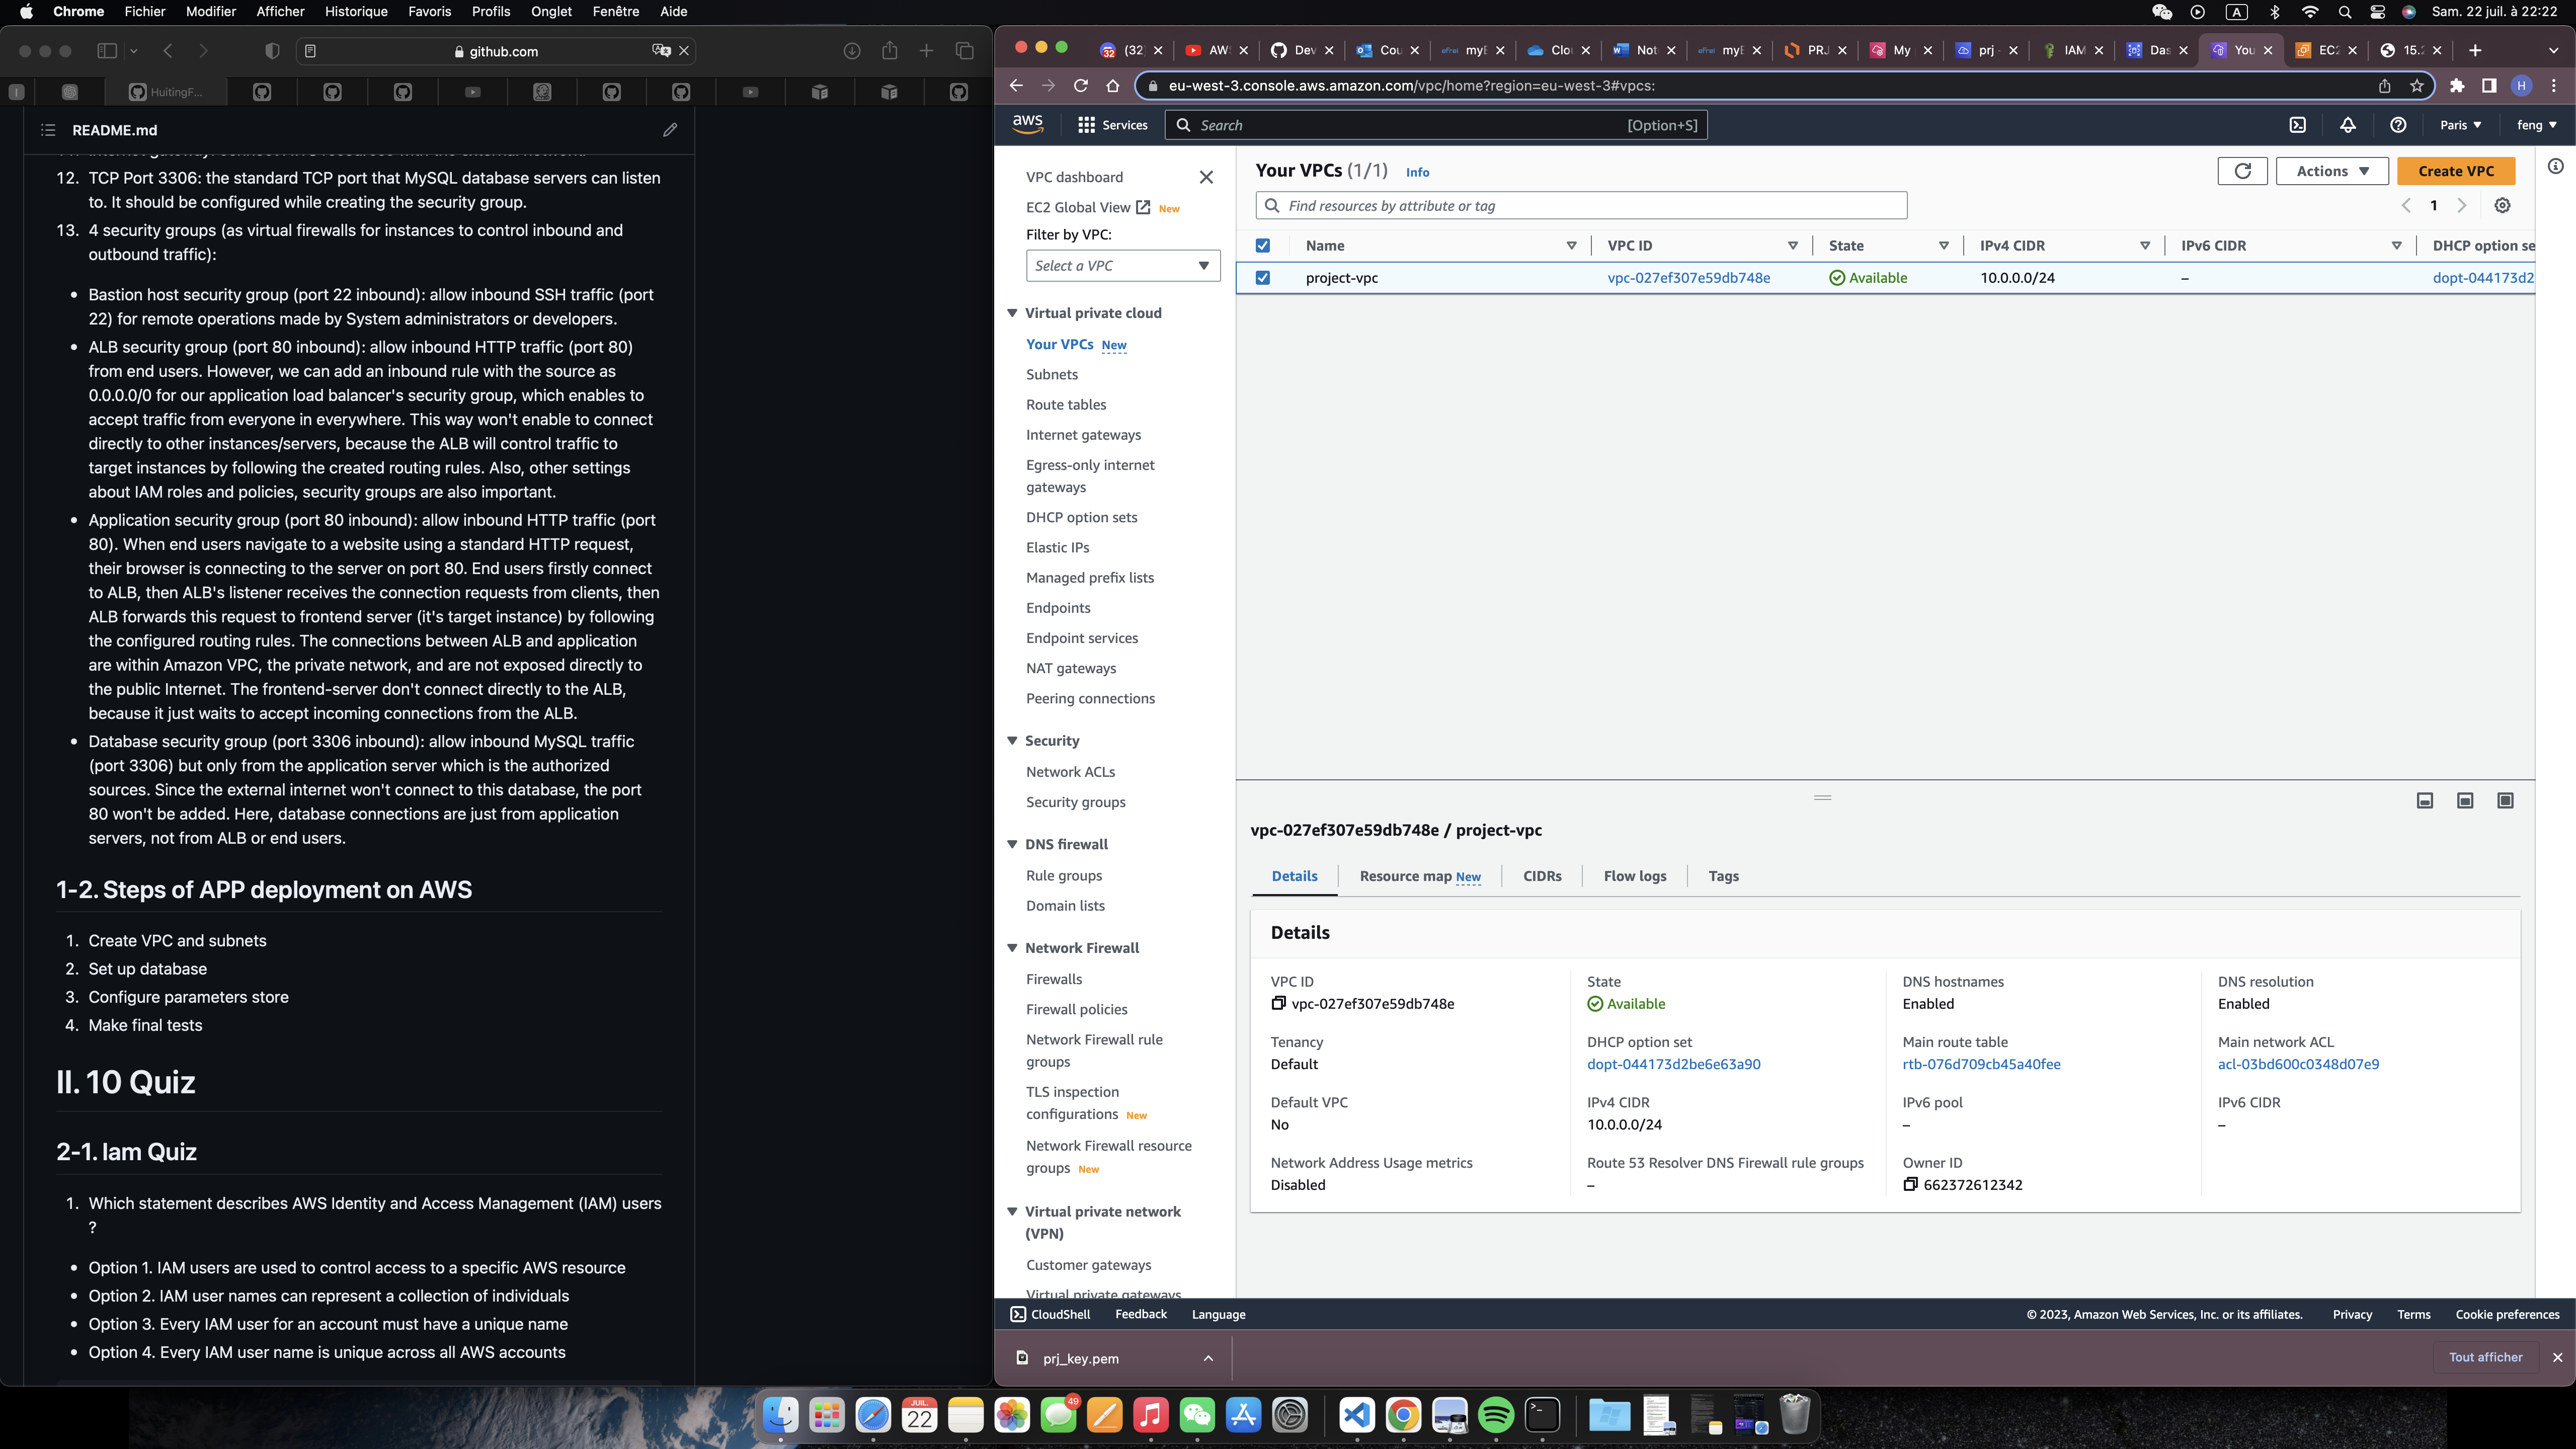 Chrome Fichier Modifier Afficher Historique Favoris Profils Onglet Fenêtre Aide
A Sam. 22 juil. à 22:22
github.com
HuitingF...
README.md
12. TCP Port 3306: the standard TCP port that MySQL database servers can listen
to. It should be configured while creating the security group.
13. 4 security groups (as virtual firewalls for instances to control inbound and
outbound traffic):
• Bastion host security group (port 22 inbound): allow inbound SSH traffic (port
22) for remote operations made by System administrators or developers.
• ALB security group (port 80 inbound): allow inbound HTTP traffic (port 80)
from end users. However, we can add an inbound rule with the source as
0.0.0.0/0 for our application load balancer's security group, which enables to
accept traffic from everyone in everywhere. This way won't enable to connect
directly to other instances/servers, because the ALB will control traffic to
target instances by following the created routing rules. Also, other settings
about IAM roles and policies, security groups are also important.
• Application security group (port 80 inbound): allow inbound HTTP traffic (port
80). When end users navigate to a website using a standard HTTP request,
their browser is connecting to the server on port 80. End users firstly connect
to ALB, then ALB's listener receives the connection requests from clients, then
ALB forwards this request to frontend server (it's target instance) by following
the configured routing rules. The connections between ALB and application
are within Amazon VPC, the private network, and are not exposed directly to
the public Internet. The frontend-server don't connect directly to the ALB,
because it just waits to accept incoming connections from the ALB.
• Database security group (port 3306 inbound): allow inbound MySQL traffic
(port 3306) but only from the application server which is the authorized
sources. Since the external internet won't connect to this database, the port
80 won't be added. Here, database connections are just from application
servers, not from ALB or end users.
1-2. Steps of APP deployment on AWS
1. Create VPC and subnets
2. Set up database
3. Configure parameters store
4. Make final tests
II. 10 Quiz
2-1. Iam Quiz
1. Which statement describes AWS Identity and Access Management (IAM) users
?
• Option 1. IAM users are used to control access to a specific AWS resource
• Option 2. IAM user names can represent a collection of individuals
• Option 3. Every IAM user for an account must have a unique name
• Option 4. Every IAM user name is unique across all AWS accounts
(32) AW Dev Cou myE Clo Not myE PRJ My prj IAM Das You EC2 15.2
eu-west-3.console.aws.amazon.com/vpc/home?region=eu-west-3#vpcs:
H
aws Services Search [Option+S] Paris feng
VPC dashboard
EC2 Global View New
Filter by VPC:
Select a VPC
Virtual private cloud
Your VPCs New
Subnets
Route tables
Internet gateways
Egress-only internet
gateways
DHCP option sets
Elastic IPs
Managed prefix lists
Endpoints
Endpoint services
NAT gateways
Peering connections
Security
Network ACLs
Security groups
DNS firewall
Rule groups
Domain lists
Network Firewall
Firewalls
Firewall policies
Network Firewall rule
groups
TLS inspection
configurations New
Network Firewall resource
groups New
Virtual private network
(VPN)
Customer gateways
Virtual private gateways
Your VPCs (1/1) Info
Actions Create VPC
Find resources by attribute or tag
1
Name VPC ID State IPv4 CIDR IPv6 CIDR DHCP option se
project-vpc vpc-027ef307e59db748e Available 10.0.0.0/24 – dopt-044173d2
vpc-027ef307e59db748e / project-vpc
Details Resource map New CIDRs Flow logs Tags
Details
VPC ID State DNS hostnames DNS resolution
vpc-027ef307e59db748e Available Enabled Enabled
Tenancy DHCP option set Main route table Main network ACL
Default dopt-044173d2be6e63a90 rtb-076d709cb45a40fee acl-03bd600c0348d07e9
Default VPC IPv4 CIDR IPv6 pool IPv6 CIDR
No 10.0.0.0/24 – –
Network Address Usage metrics Route 53 Resolver DNS Firewall rule groups Owner ID
Disabled – 662372612342
CloudShell Feedback Language © 2023, Amazon Web Services, Inc. or its affiliates. Privacy Terms Cookie preferences
prj_key.pem Tout afficher
JUIL. 22 49